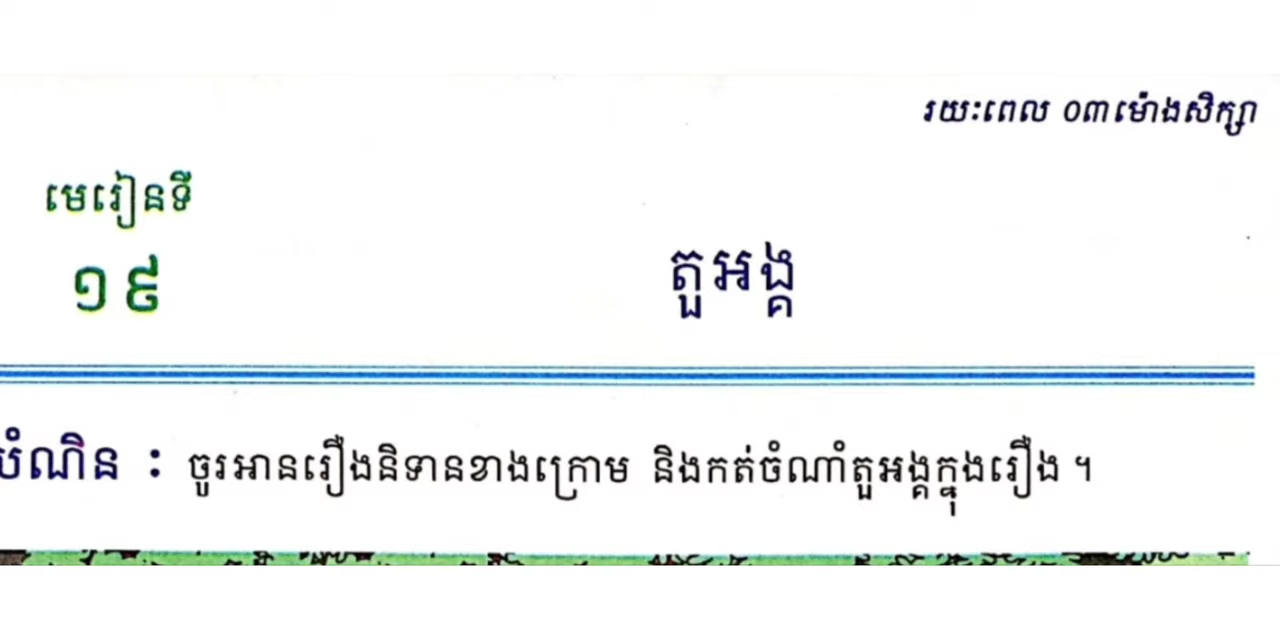 រយៈពេល ០៣ម៉ោងសិក្សា
មេរៀនទី
១៩
តួអង្គ
បំណិន ៖ ចូរអានរឿងនិទានខាងក្រោម និងកត់ចំណាំតួអង្គក្នុងរឿង ។